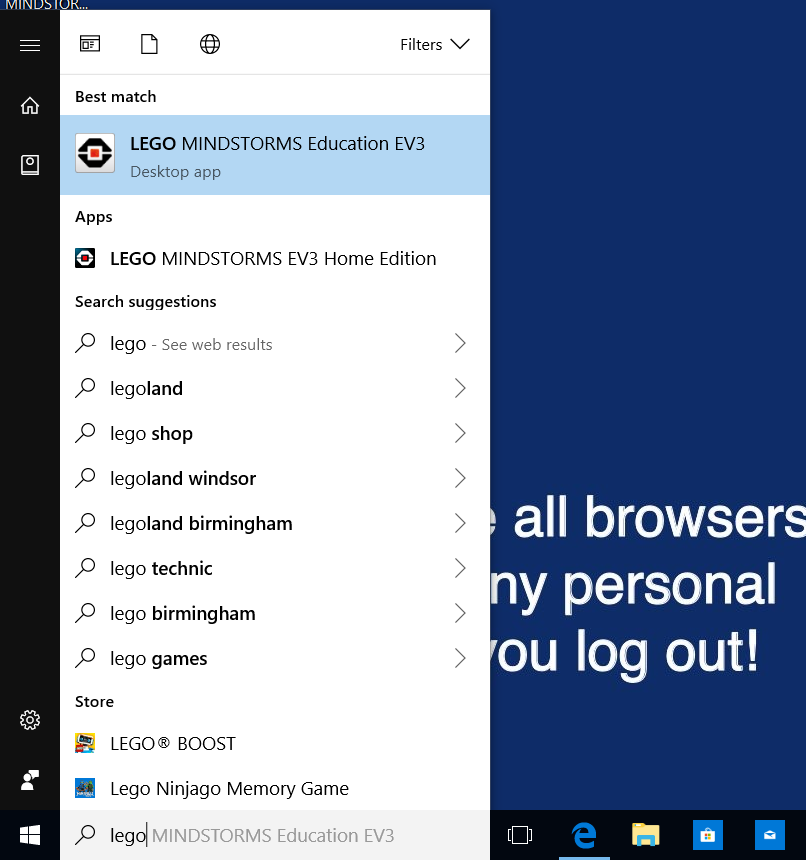 MINDSTOR...
Filters
Best match
LEGO MINDSTORMS Education EV3
Desktop app
Apps
LEGO MINDSTORMS EV3 Home Edition
Search suggestions
lego - See web results
legoland
lego shop
legoland windsor
legoland birmingham
lego technic
lego birmingham
lego games
Store
LEGO® BOOST
Lego Ninjago Memory Game
lego MINDSTORMS Education EV3
all browsers
personal
you log out!